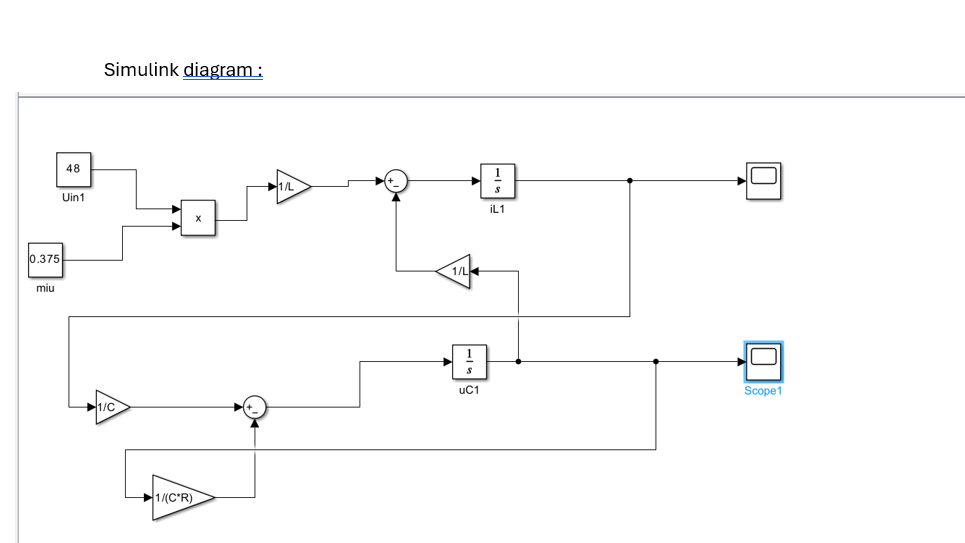 Simulink diagram :
48
Uin1
x
1/L
+
−
1
s
iL1
0.375
miu
1/L
1
s
uC1
Scope1
1/C
+
−
1/(C*R)